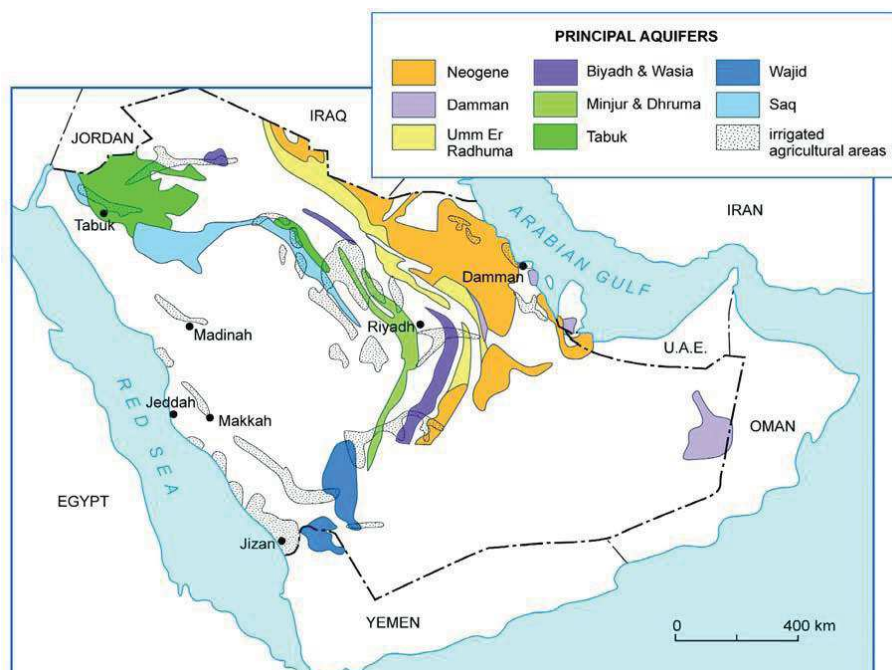 PRINCIPAL AQUIFERS
Neogene
Damman
Umm Er
Radhuma
Biyadh & Wasia
Minjur & Dhruma
Tabuk
Wajid
Saq
irrigated
agricultural areas
IRAQ
JORDAN
IRAN
Tabuk
ARABIAN GULF
Damman
Riyadh
Madinah
U.A.E.
Jeddah
Makkah
RED SEA
OMAN
EGYPT
Jizan
YEMEN
0 400 km